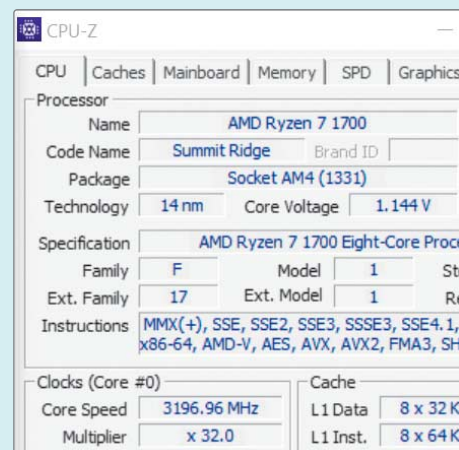 CPU-Z
CPU Caches Mainboard Memory SPD Graphics
Processor
Name AMD Ryzen 7 1700
Code Name Summit Ridge Brand ID
Package Socket AM4 (1331)
Technology 14 nm Core Voltage 1.144 V
Specification AMD Ryzen 7 1700 Eight-Core Proce
Family F Model 1 St
Ext. Family 17 Ext. Model 1 Re
Instructions MMX(+), SSE, SSE2, SSE3, SSSE3, SSE4.1,
x86-64, AMD-V, AES, AVX, AVX2, FMA3, SH
Clocks (Core #0) Cache
Core Speed 3196.96 MHz L1 Data 8 x 32 K
Multiplier x 32.0 L1 Inst. 8 x 64 K